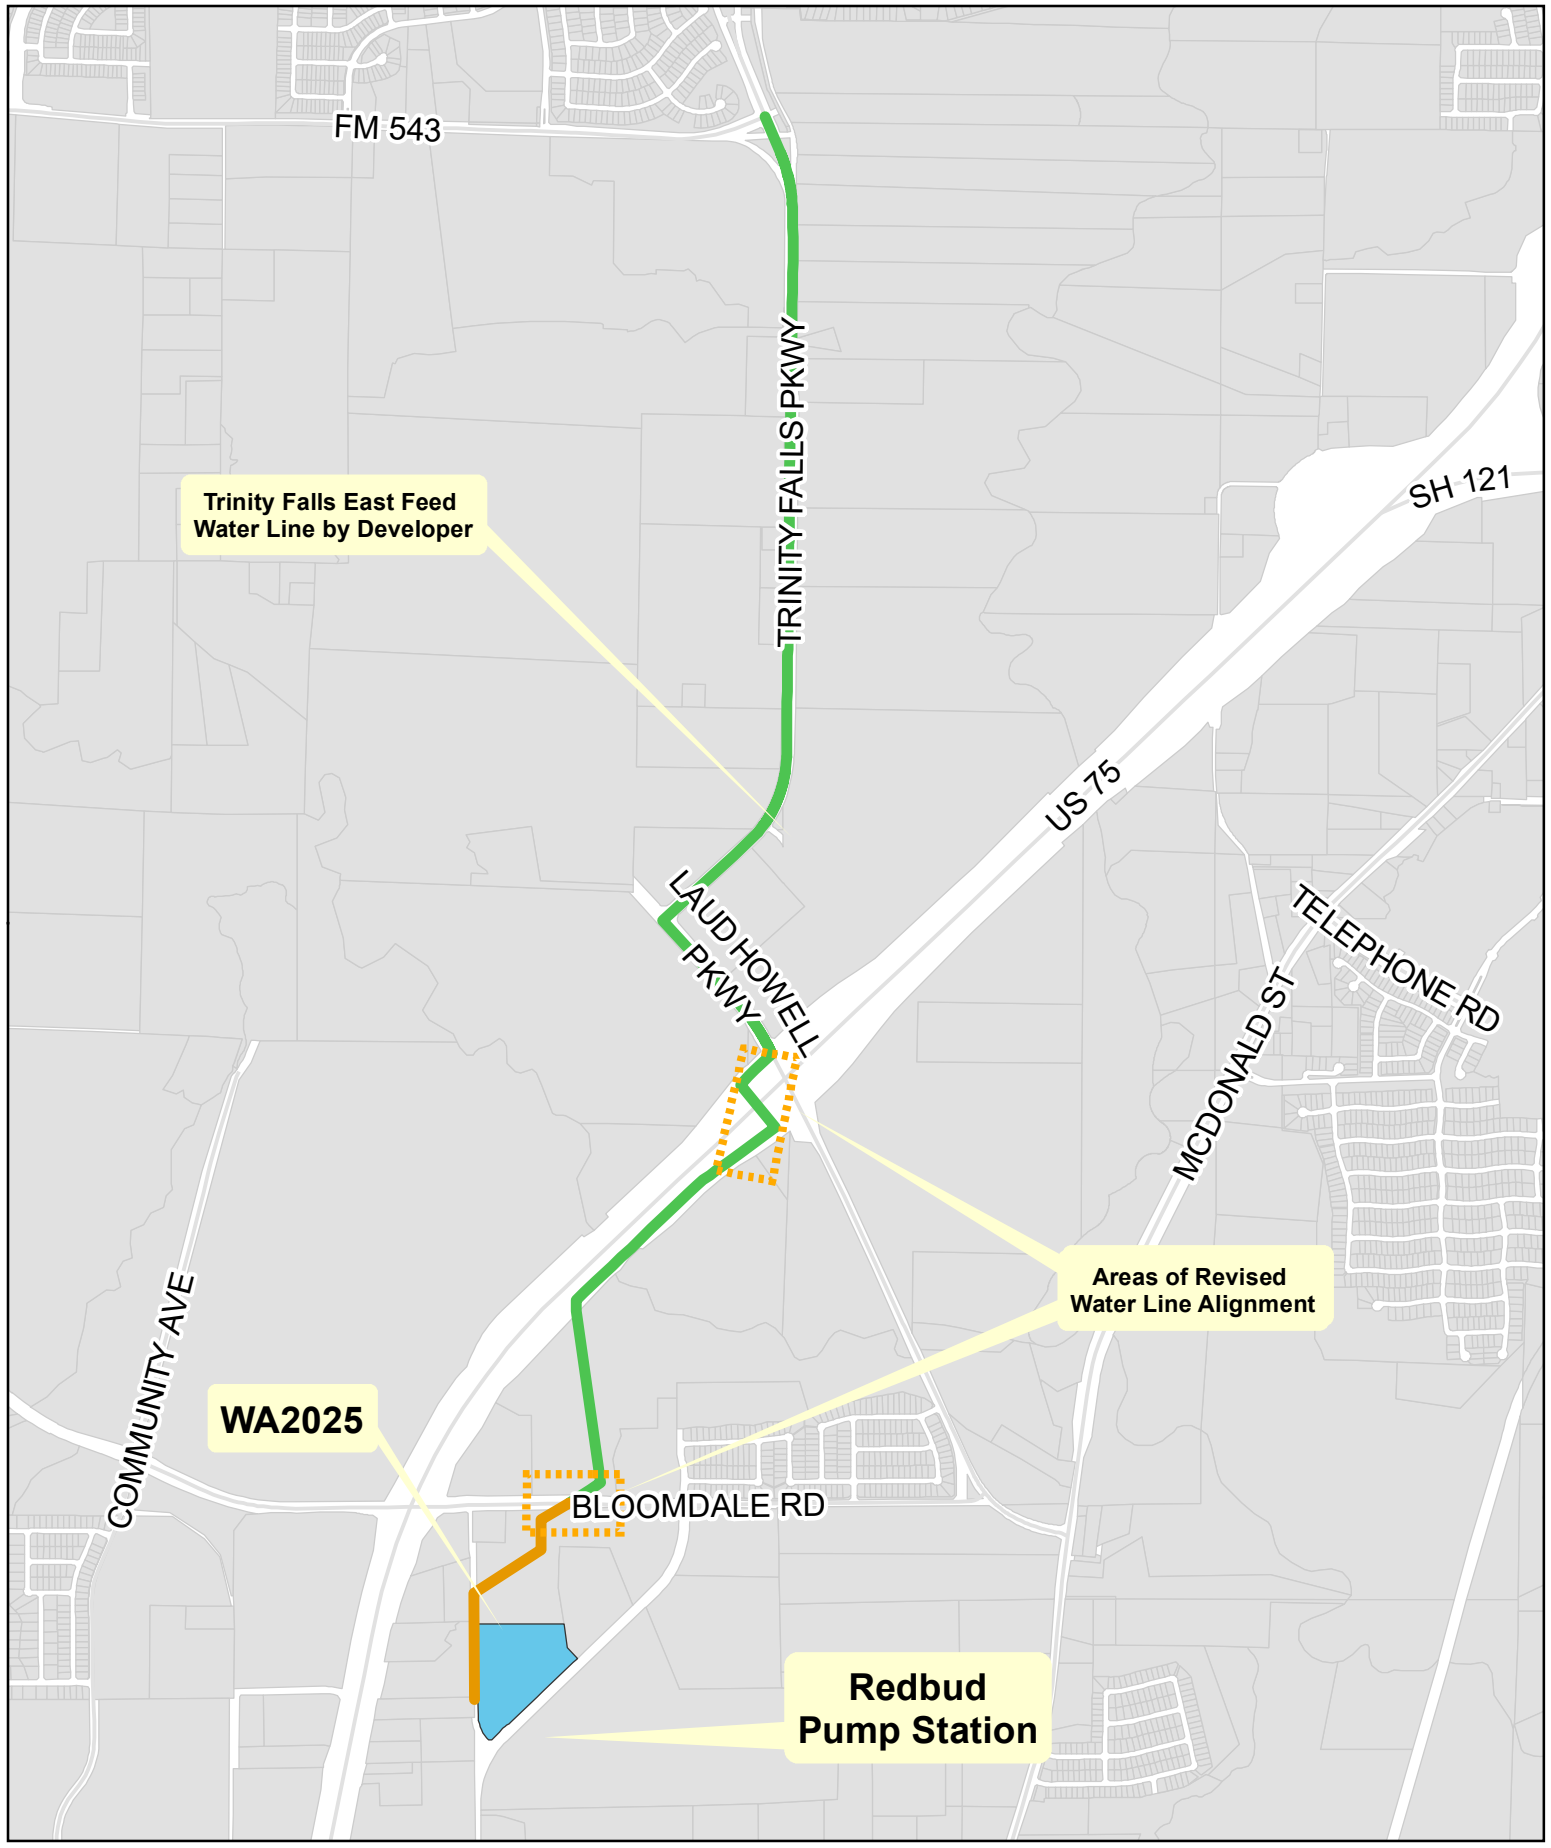 FM 543
TRINITY FALLS PKWY
SH 121
Trinity Falls East Feed
Water Line by Developer
US 75
LAUD HOWELL
PKWY
TELEPHONE RD
MCDONALD ST
Areas of Revised
Water Line Alignment
COMMUNITY AVE
WA2025
BLOOMDALE RD
Redbud
Pump Station